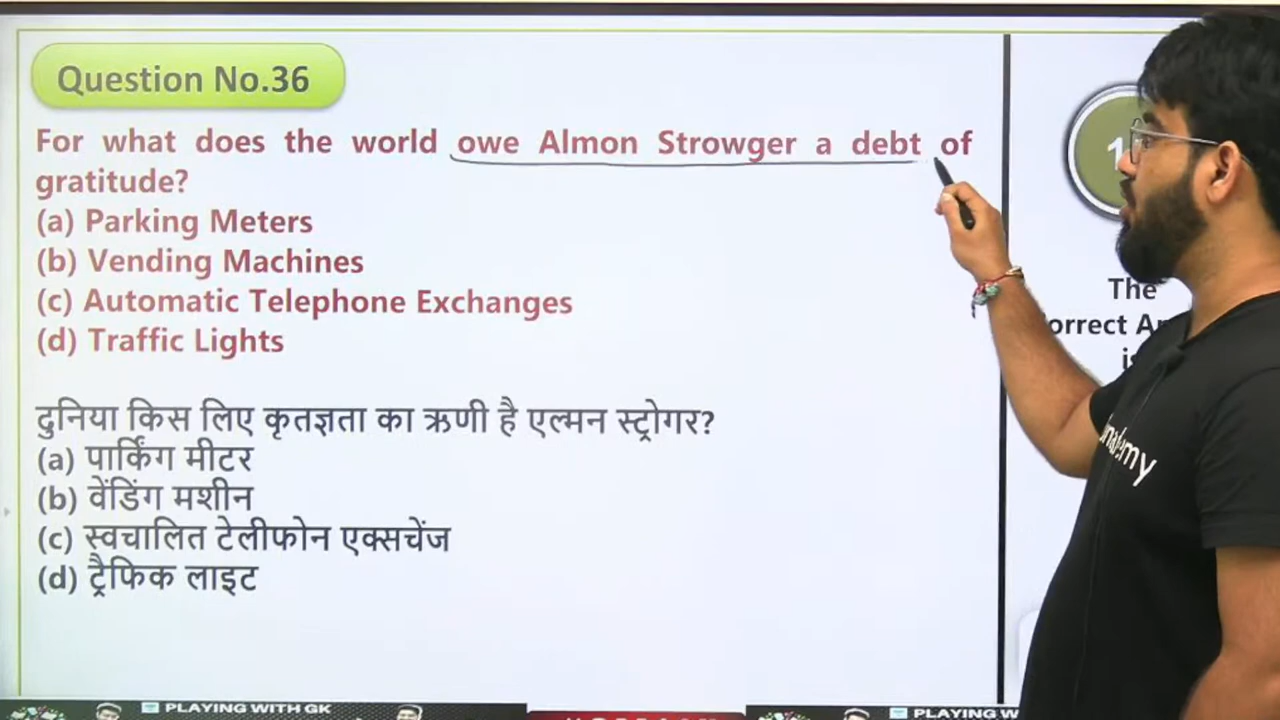 Question No.36
For what does the world owe Almon Strowger a debt of
gratitude?
(a) Parking Meters
(b) Vending Machines
(c) Automatic Telephone Exchanges
(d) Traffic Lights
दुनिया किस लिए कृतज्ञता का ऋणी है एल्मन स्ट्रोगर?
(a) पार्किंग मीटर
(b) वेंडिंग मशीन
(c) स्वचालित टेलीफोन एक्सचेंज
(d) ट्रैफिक लाइट
The
PLAYING WITH GK
PLAYING